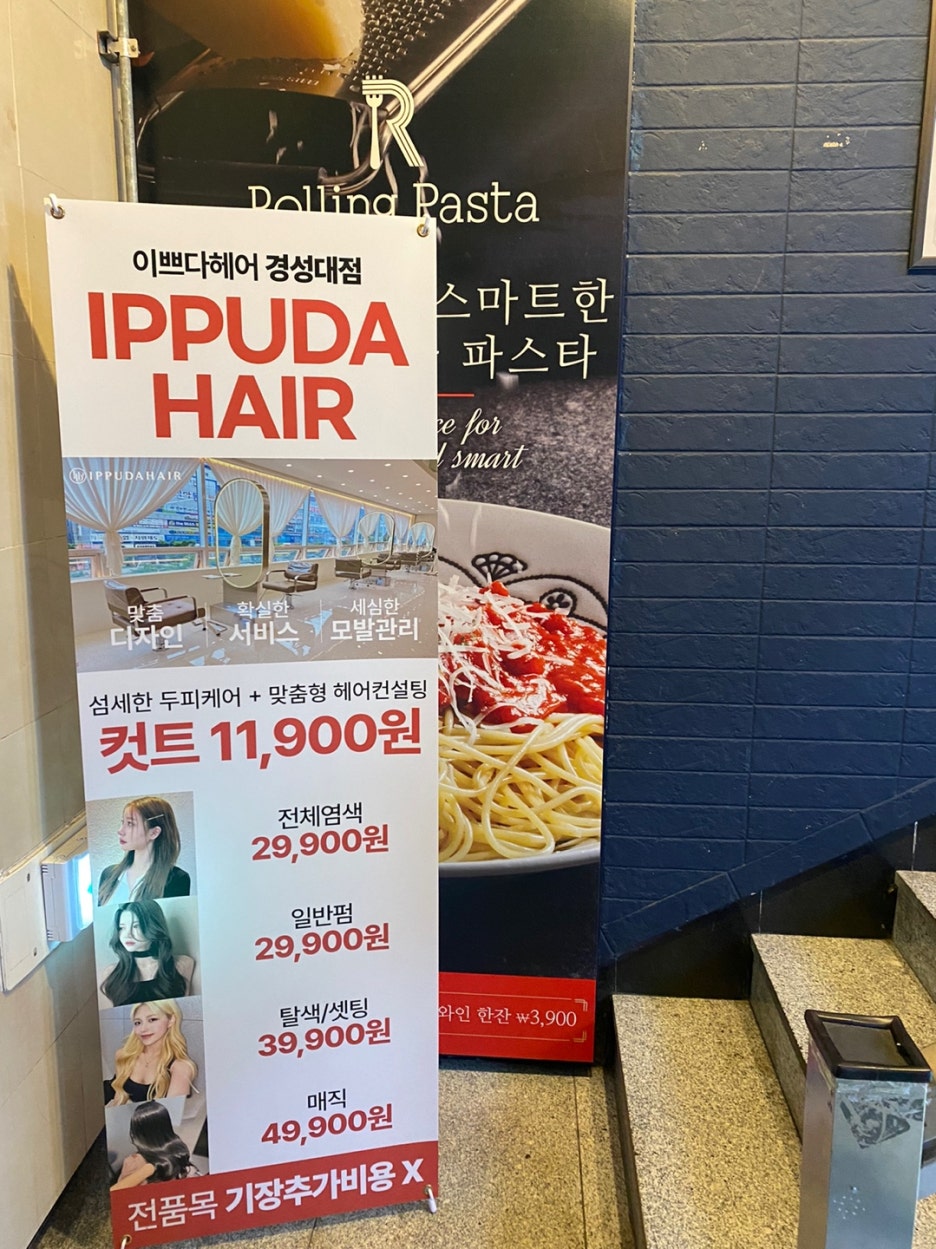 이쁘다헤어 경성대점
IPPUDA
HAIR
IPPUDAHAIR
맞춤
디자인
확실한
서비스
세심한
모발관리
섬세한 두피케어 + 맞춤형 헤어컨설팅
컷트 11,900원
전체염색
29,900원
일반펌
29,900원
탈색/셋팅
39,900원
매직
49,900원
전품목 기장추가비용 X
R
Rolling Pasta
스마트한
파스타
for
smart
와인 한잔 ₩3,900